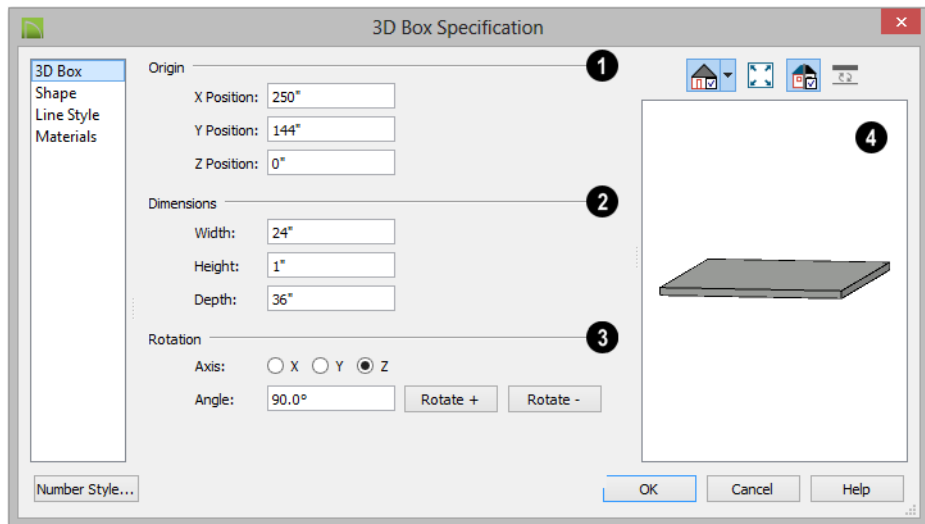 3D Box Specification
×
3D Box
Shape
Line Style
Materials
Origin
1
X Position: 250"
Y Position: 144"
Z Position: 0"
Dimensions
2
Width: 24"
Height: 1"
Depth: 36"
Rotation
3
Axis: X Y Z
Angle: 90.0° Rotate + Rotate -
4
Number Style...
OK Cancel Help